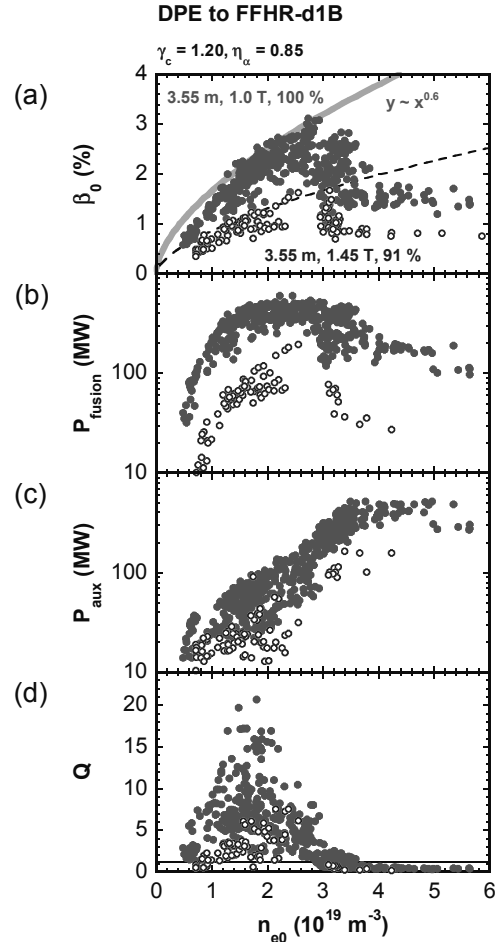 DPE to FFHR-d1B
γc = 1.20, ηα = 0.85
(a)
β0 (%)
4
3
2
1
0
3.55 m, 1.0 T, 100 %
y ~ x^0.6
3.55 m, 1.45 T, 91 %
(b)
Pfusion (MW)
100
10
(c)
Paux (MW)
100
10
(d)
Q
20
15
10
5
0
0 1 2 3 4 5 6
ne0 (10^19 m^-3)